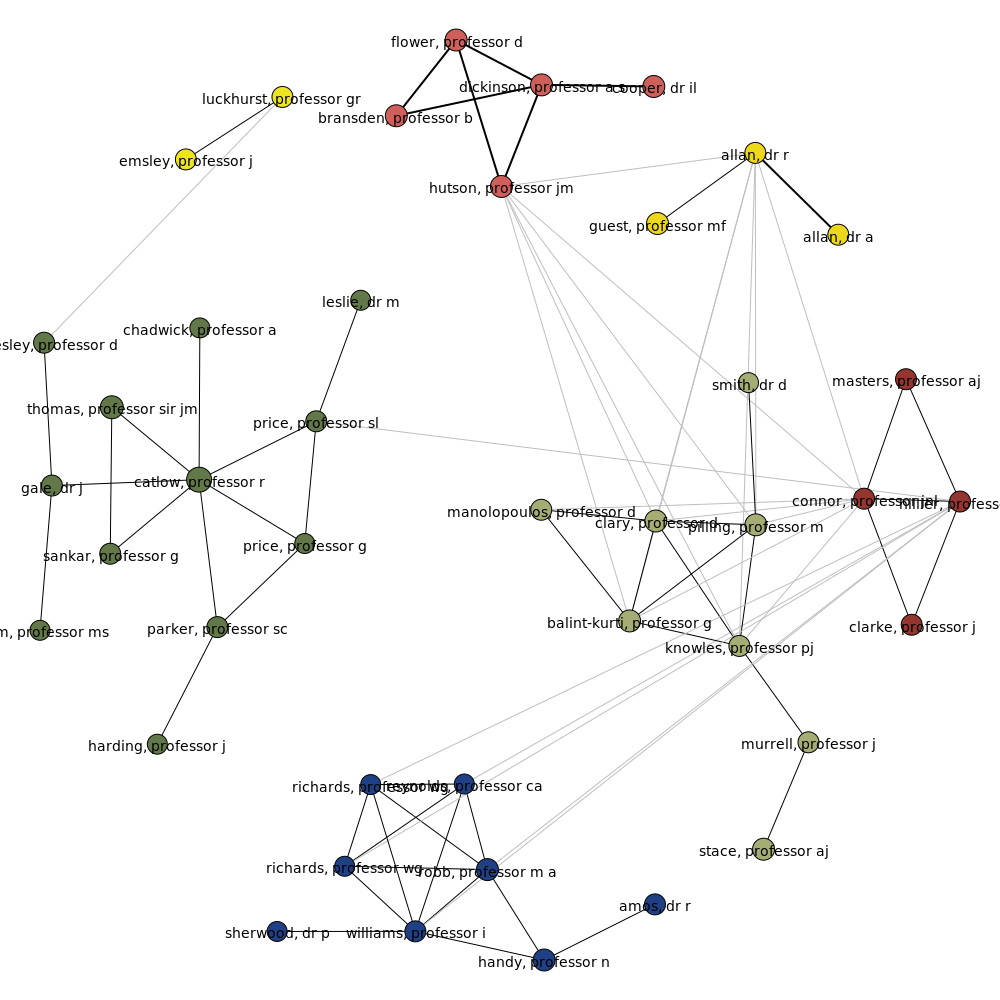 flower, professor d
dickinson, professor a s
cooper, dr il
luckhurst, professor gr
bransden, professor b
emsley, professor j
allan, dr r
hutson, professor jm
guest, professor mf
allan, dr a
leslie, dr m
chadwick, professor a
professor d
smith, dr d
masters, professor aj
thomas, professor sir jm
price, professor sl
gale, dr j
catlow, professor r
connor, professor jnl
hillier,
manolopoulos, professor d
clary, professor d
pilling, professor m
sankar, professor g
price, professor g
balint-kurti, professor g
clarke, professor j
professor ms
parker, professor sc
knowles, professor pj
harding, professor j
murrell, professor j
richards, professor wg
reynolds, professor ca
stace, professor aj
richards, professor wg
robb, professor m a
amos, dr r
sherwood, dr p
williams, professor i
handy, professor n